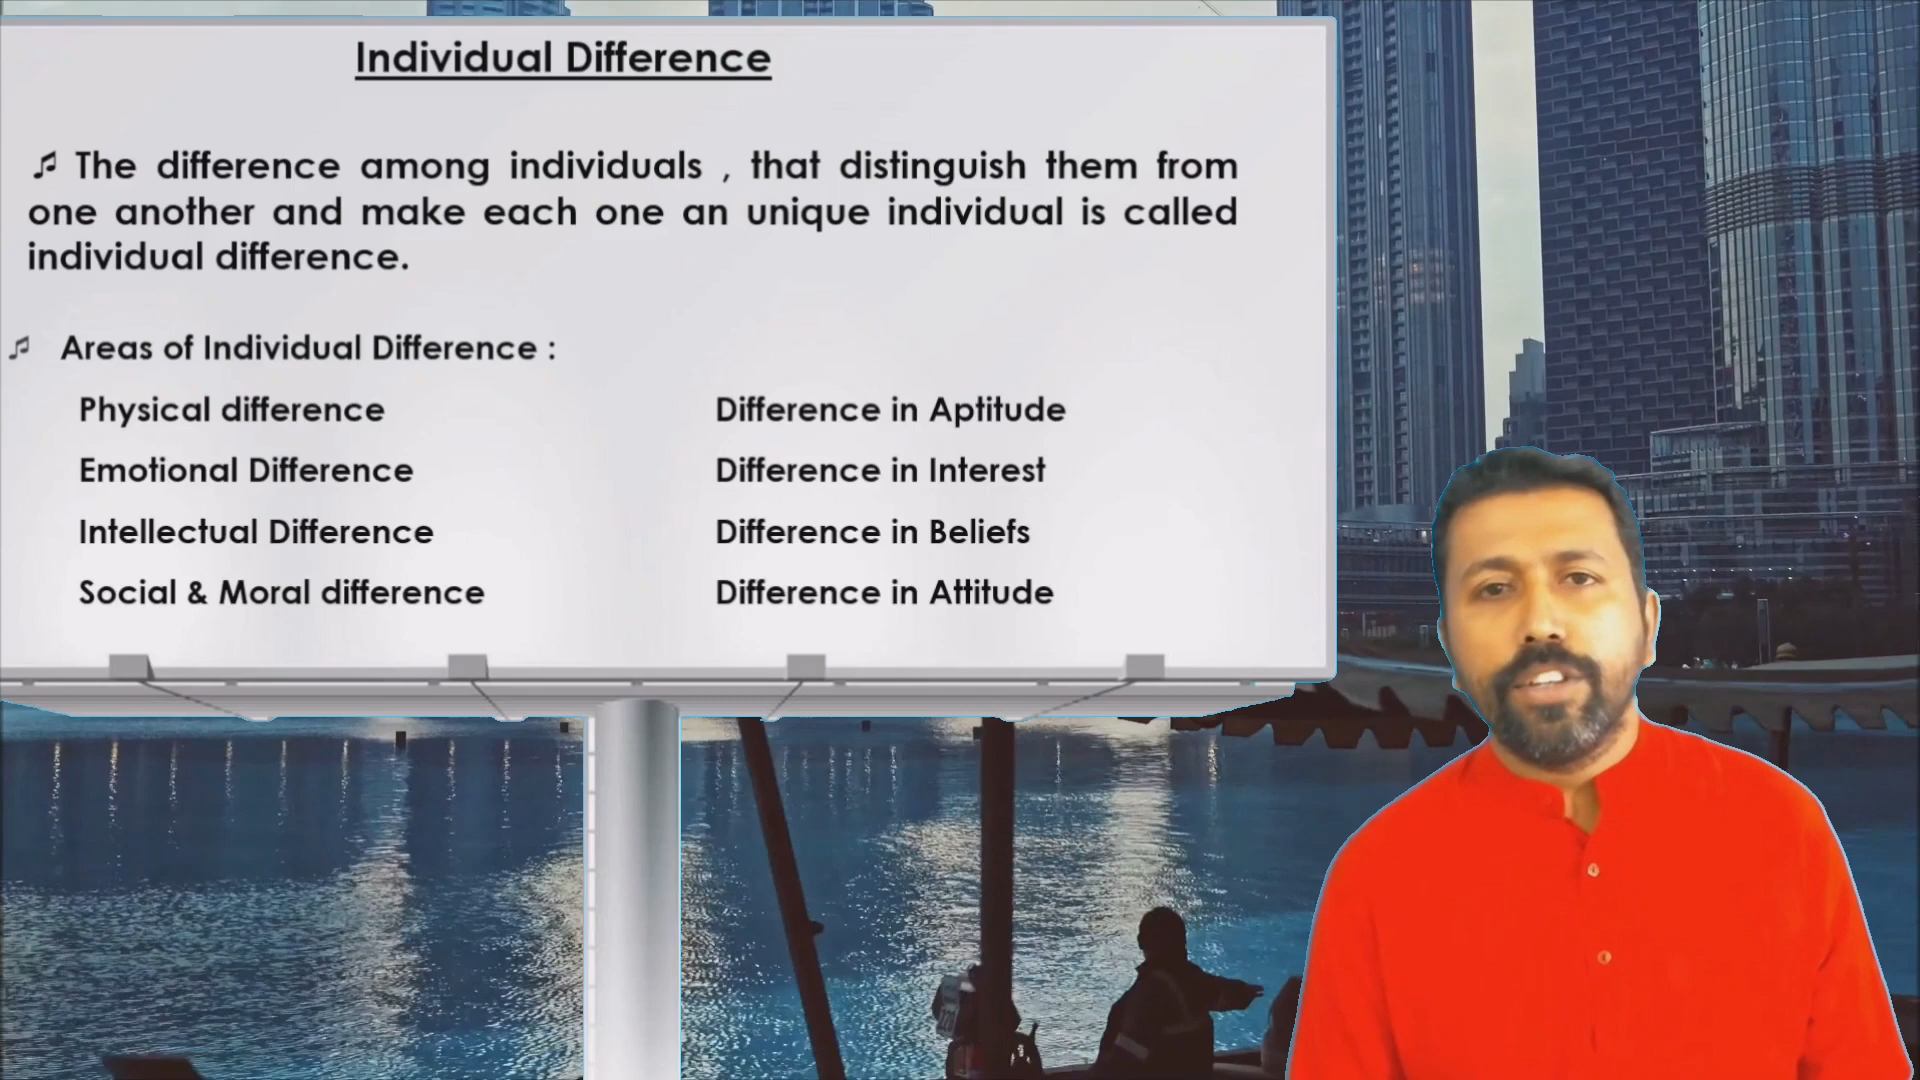 Individual Difference
♫ The difference among individuals , that distinguish them from
one another and make each one an unique individual is called
individual difference.
♫ Areas of Individual Difference :
Physical difference Difference in Aptitude
Emotional Difference Difference in Interest
Intellectual Difference Difference in Beliefs
Social & Moral difference Difference in Attitude